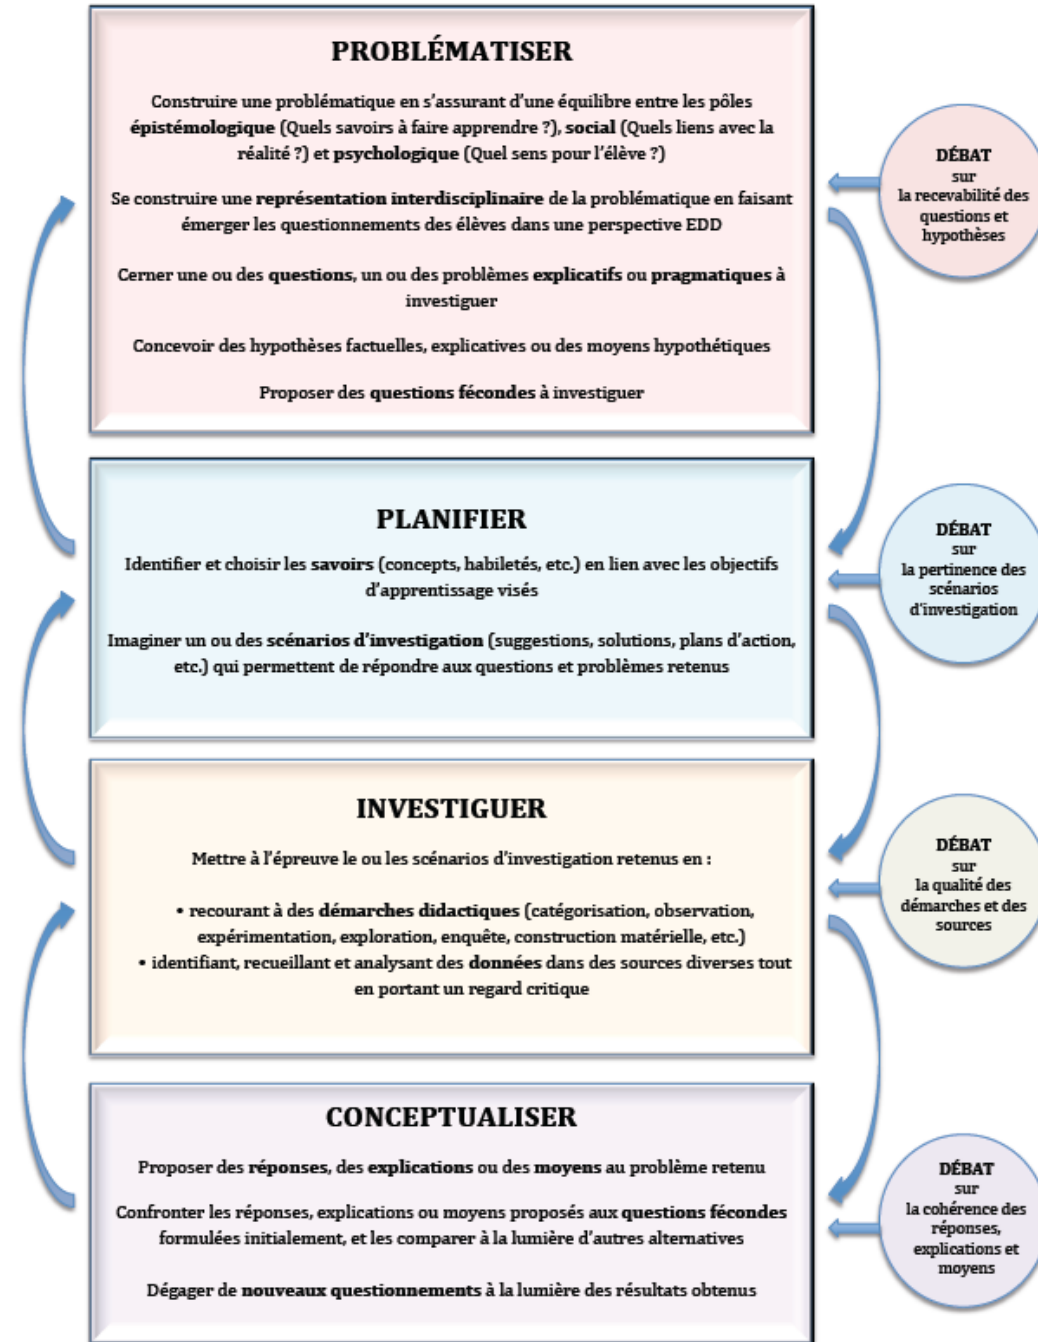 PROBLÉMATISER
Construire une problématique en s'assurant d'une équilibre entre les pôles
épistémologique (Quels savoirs à faire apprendre ?), social (Quels liens avec la
réalité ?) et psychologique (Quel sens pour l'élève ?)
Se construire une représentation interdisciplinaire de la problématique en faisant
émerger les questionnements des élèves dans une perspective EDD
Cerner une ou des questions, un ou des problèmes explicatifs ou pragmatiques à
investiguer
Concevoir des hypothèses factuelles, explicatives ou des moyens hypothétiques
Proposer des questions fécondes à investiguer
DÉBAT
sur
la recevabilité des
questions et
hypothèses
PLANIFIER
Identifier et choisir les savoirs (concepts, habiletés, etc.) en lien avec les objectifs
d'apprentissage visés
Imaginer un ou des scénarios d'investigation (suggestions, solutions, plans d'action,
etc.) qui permettent de répondre aux questions et problèmes retenus
DÉBAT
sur
la pertinence des
scénarios
d'investigation
INVESTIGUER
Mettre à l'épreuve le ou les scénarios d'investigation retenus en :
• recourant à des démarches didactiques (catégorisation, observation,
expérimentation, exploration, enquête, construction matérielle, etc.)
• identifiant, recueillant et analysant des données dans des sources diverses tout
en portant un regard critique
DÉBAT
sur
la qualité des
démarches et des
sources
CONCEPTUALISER
Proposer des réponses, des explications ou des moyens au problème retenu
Confronter les réponses, explications ou moyens proposés aux questions fécondes
formulées initialement, et les comparer à la lumière d'autres alternatives
Dégager de nouveaux questionnements à la lumière des résultats obtenus
DÉBAT
sur
la cohérence des
réponses,
explications et
moyens